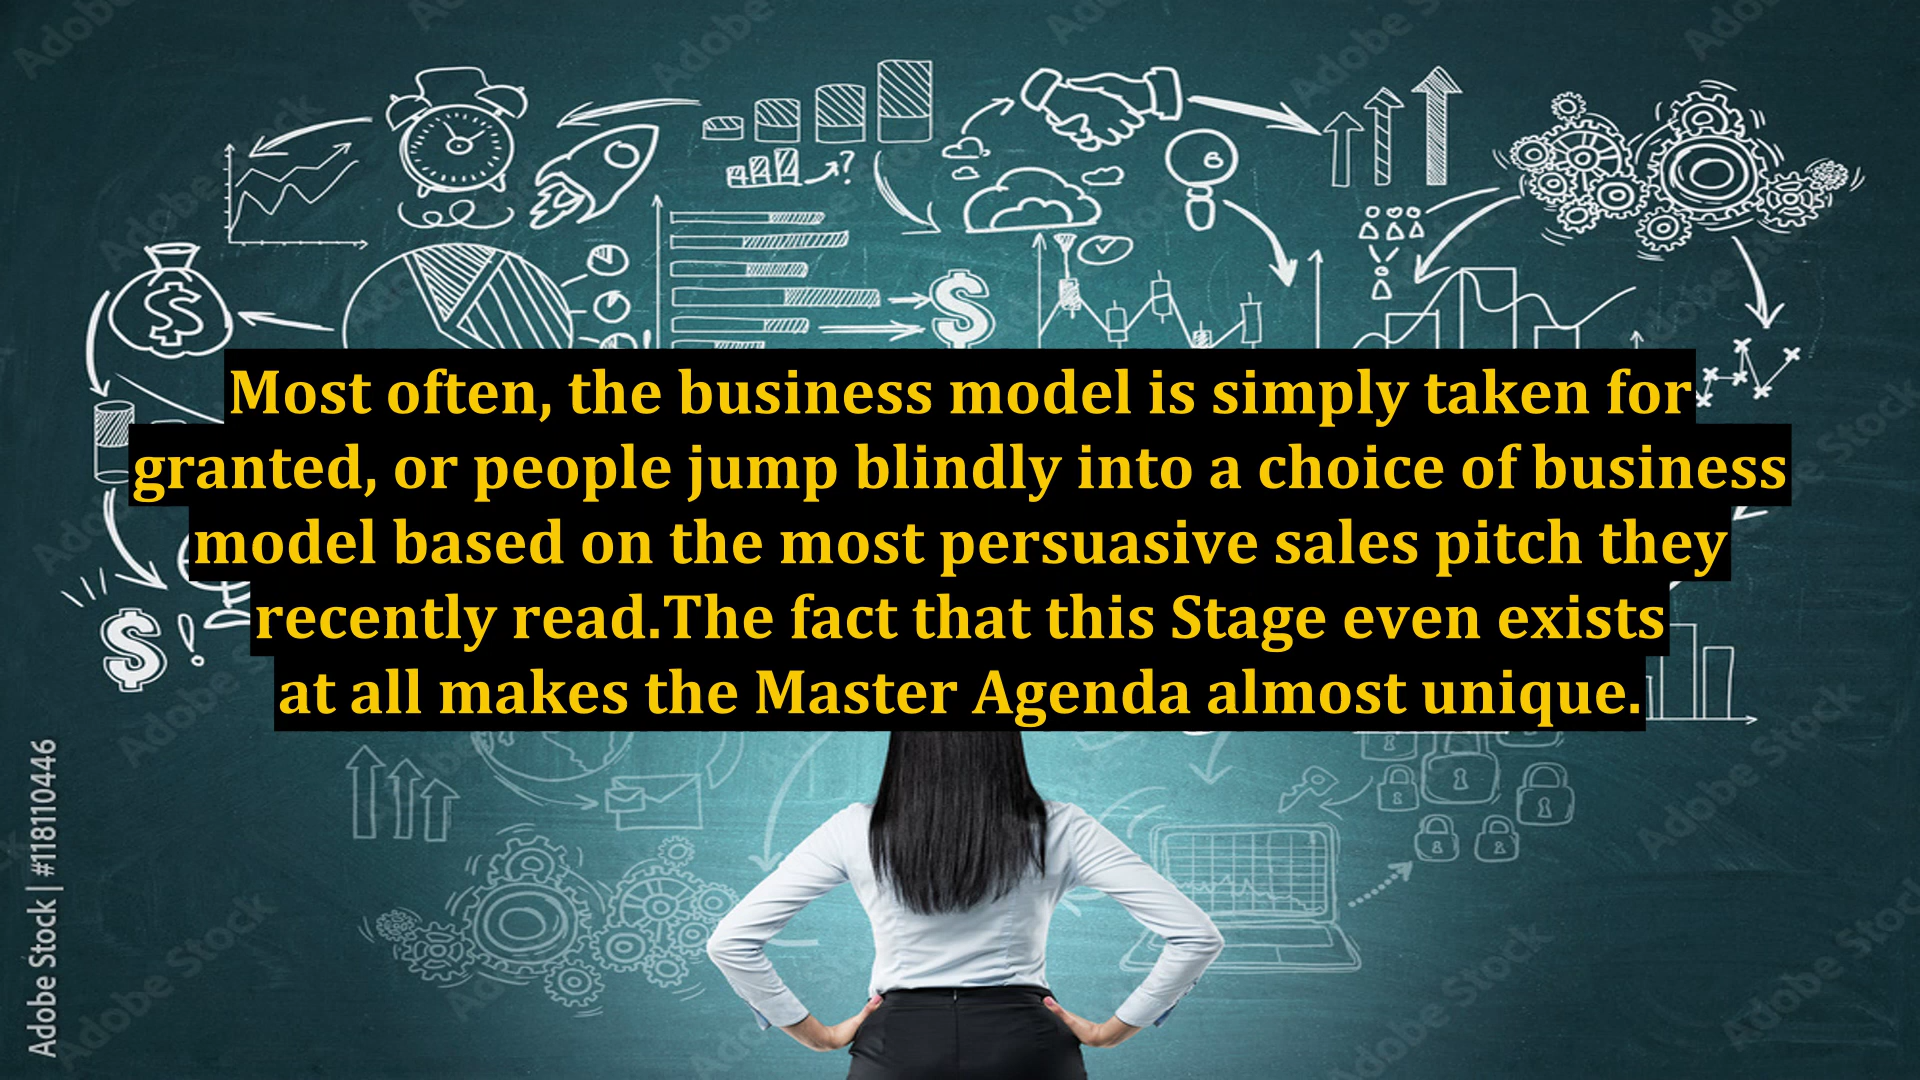 Most often, the business model is simply taken for
granted, or people jump blindly into a choice of business
model based on the most persuasive sales pitch they
recently read.The fact that this Stage even exists
at all makes the Master Agenda almost unique.
Adobe Stock | #118110446